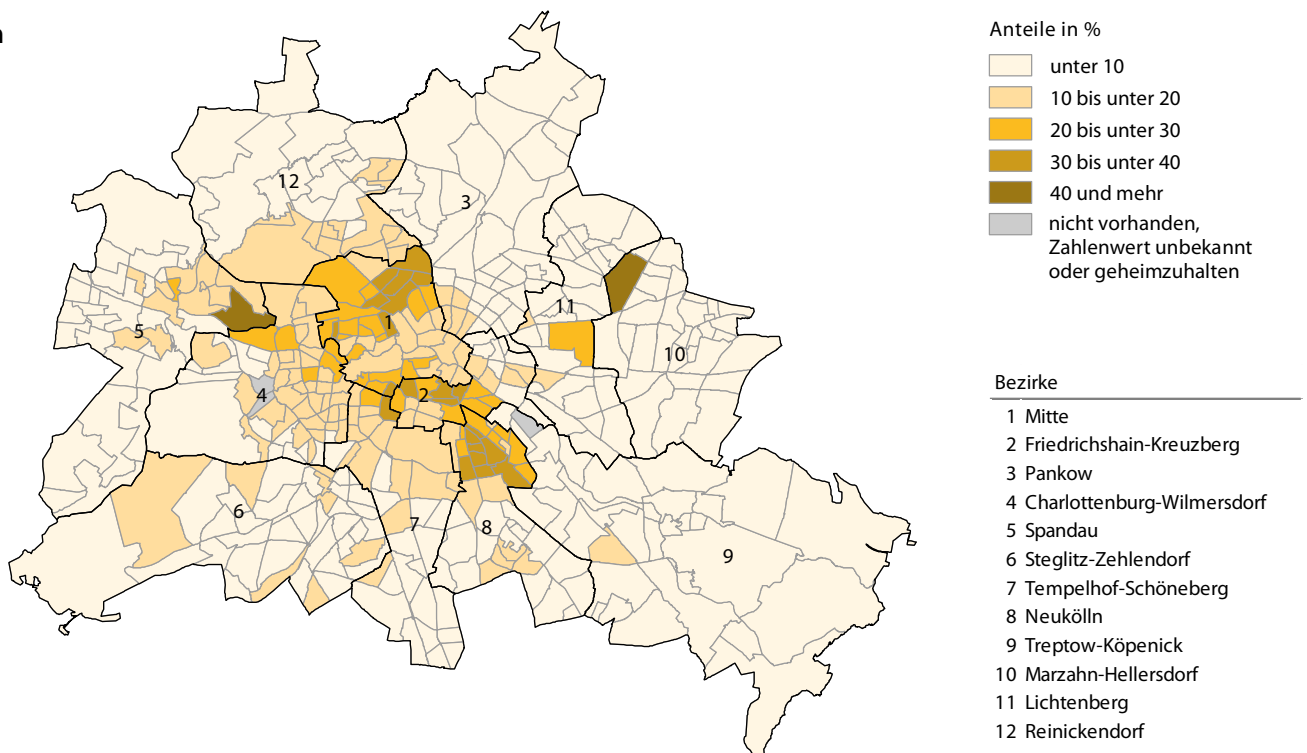 Anteile in %
unter 10
10 bis unter 20
20 bis unter 30
30 bis unter 40
40 und mehr
nicht vorhanden,
Zahlenwert unbekannt
oder geheimzuhalten
Bezirke
1 Mitte
2 Friedrichshain-Kreuzberg
3 Pankow
4 Charlottenburg-Wilmersdorf
5 Spandau
6 Steglitz-Zehlendorf
7 Tempelhof-Schöneberg
8 Neukölln
9 Treptow-Köpenick
10 Marzahn-Hellersdorf
11 Lichtenberg
12 Reinickendorf
12
3
11
1
5
10
4
2
6
7
8
9